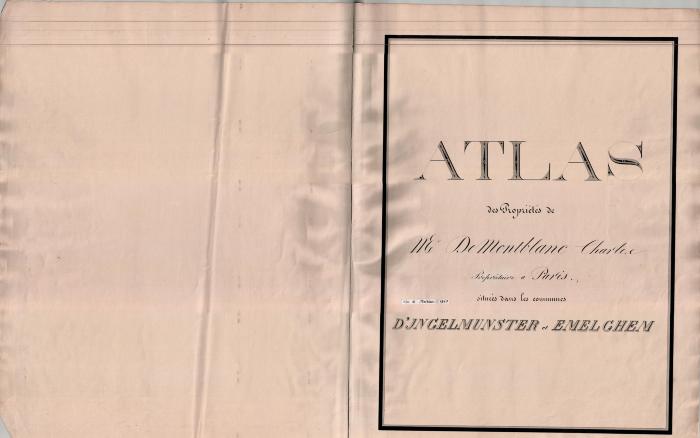 ATLAS
des Propriétés de
Mr De Montblanc Charles
Propriétaire à Paris.
situées dans les communes
D'INGELMUNSTER et EMELGHEM